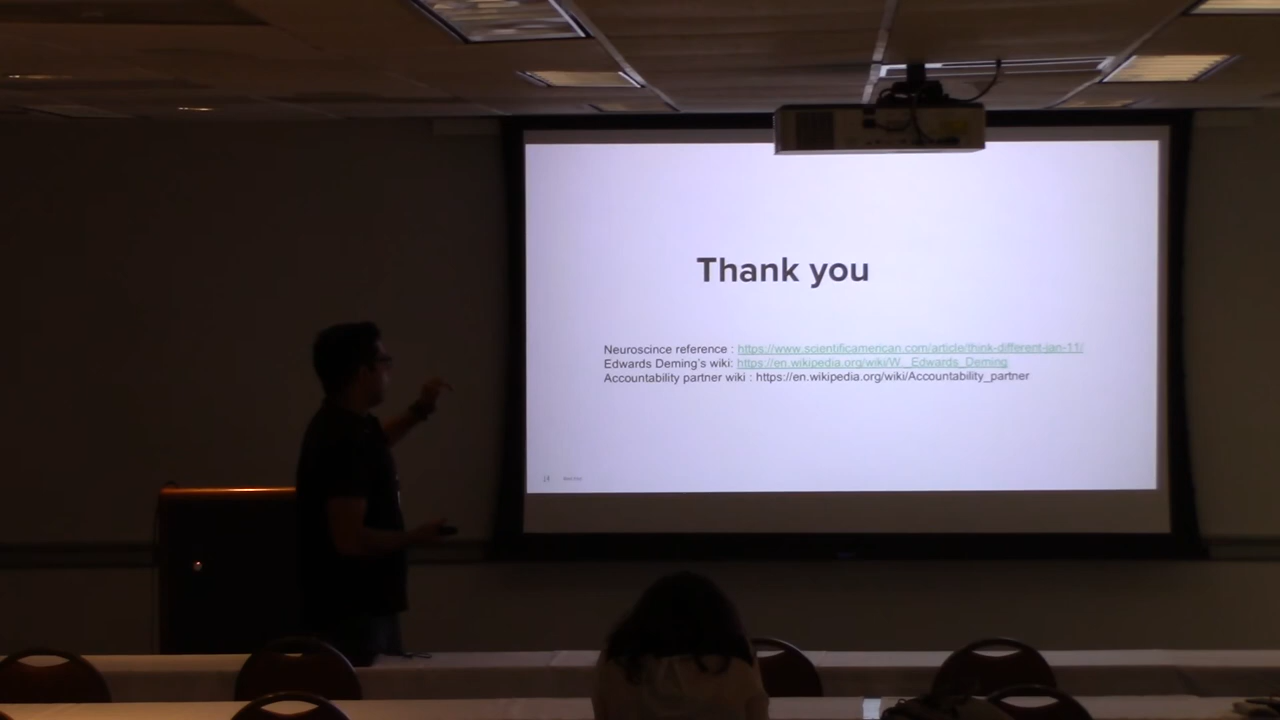 Thank you
Neuroscince reference : https://www.scientificamerican.com/article/think-different-jan-11/
Edwards Deming's wiki: https://en.wikipedia.org/wiki/W._Edwards_Deming
Accountability partner wiki : https://en.wikipedia.org/wiki/Accountability_partner